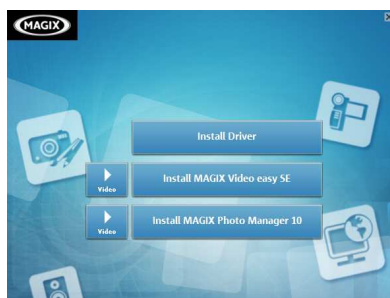 MAGIX
Install Driver
Video
Install MAGIX Video easy SE
Video
Install MAGIX Photo Manager 10